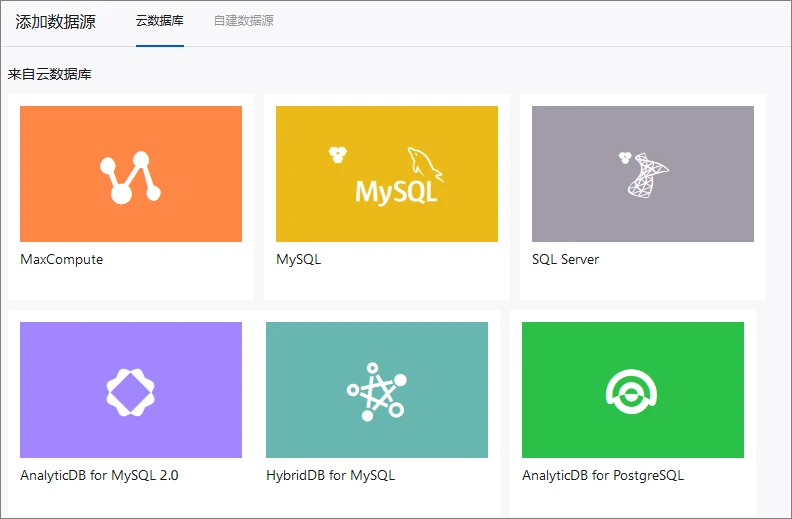 添加数据源 云数据库 自建数据源
来自云数据库
MySQL
MaxCompute MySQL SQL Server
AnalyticDB for MySQL 2.0 HybridDB for MySQL AnalyticDB for PostgreSQL